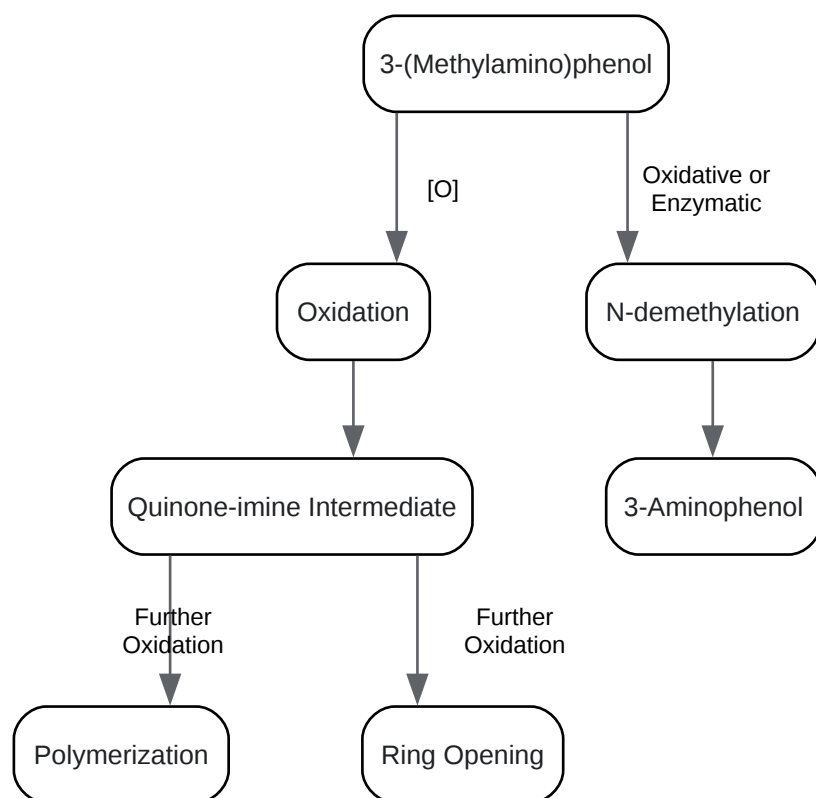 3-(Methylamino)phenol
[O]
Oxidative or
Enzymatic
Oxidation
N-demethylation
Quinone-imine Intermediate
3-Aminophenol
Further
Oxidation
Further
Oxidation
Polymerization
Ring Opening